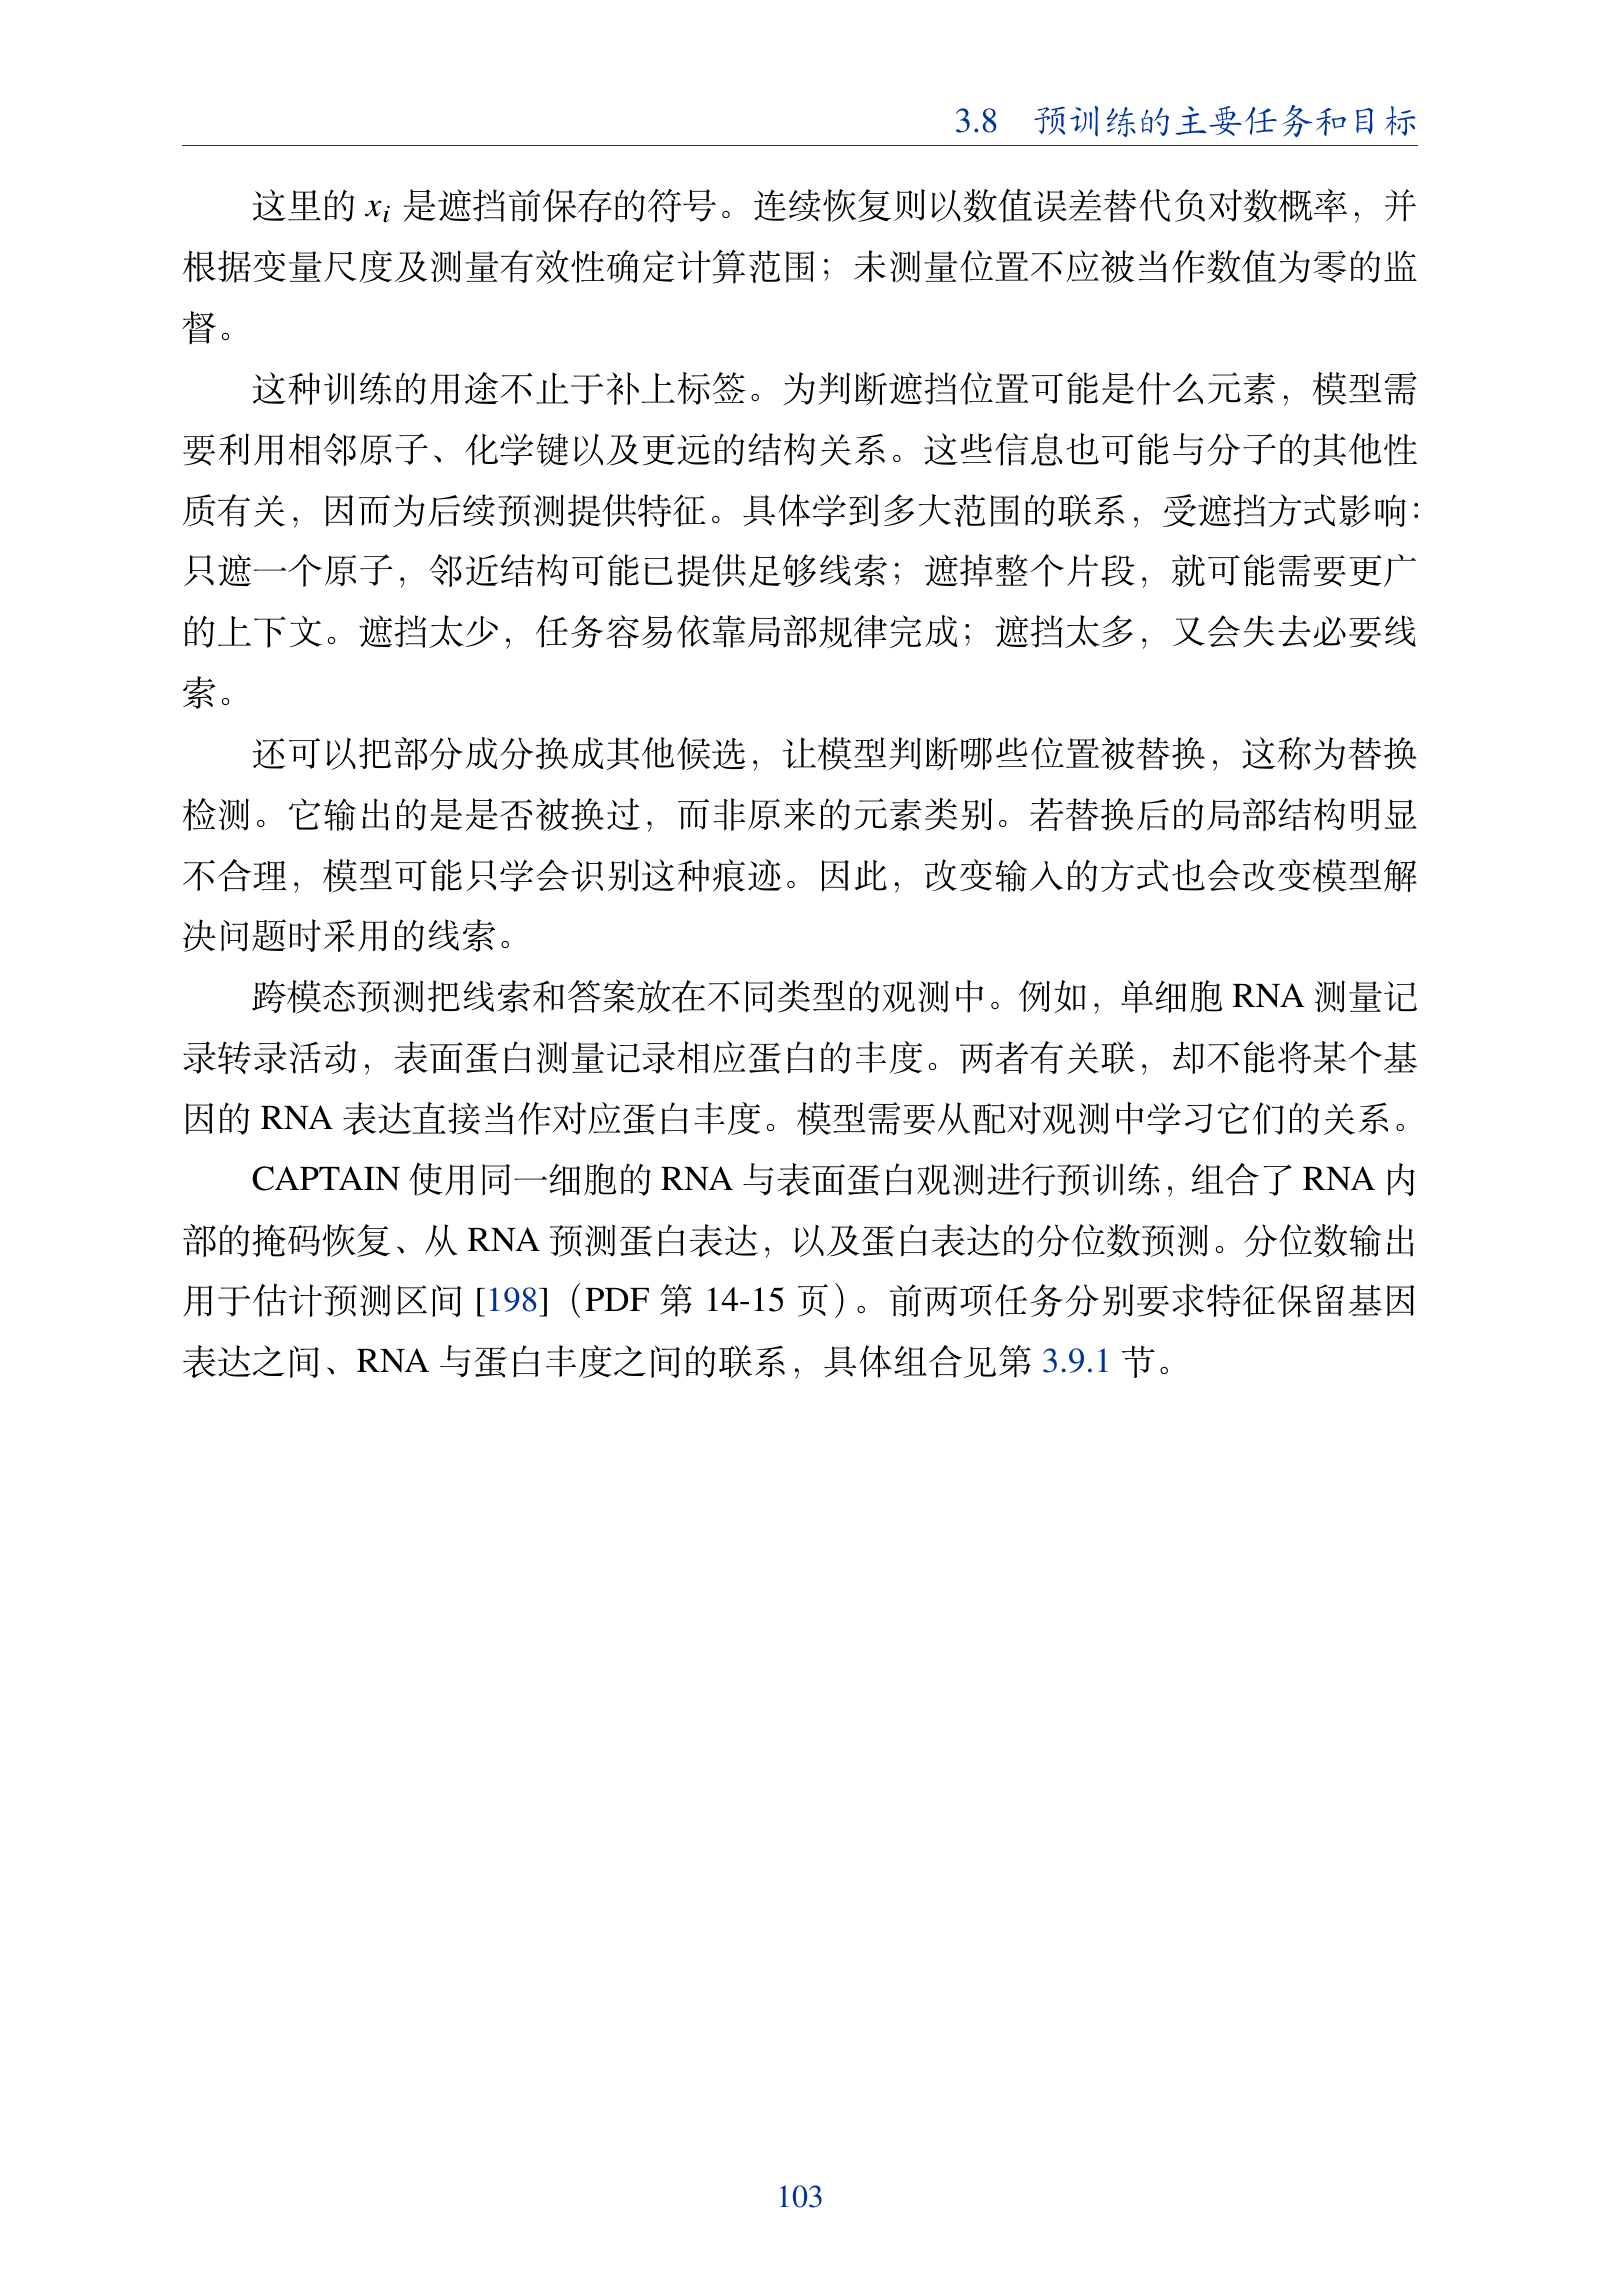 3.8 预训练的主要任务和目标
这里的 xi 是遮挡前保存的符号。连续恢复则以数值误差替代负对数概率，并
根据变量尺度及测量有效性确定计算范围；未测量位置不应被当作数值为零的监
督。
这种训练的用途不止于补上标签。为判断遮挡位置可能是什么元素，模型需
要利用相邻原子、化学键以及更远的结构关系。这些信息也可能与分子的其他性
质有关，因而为后续预测提供特征。具体学到多大范围的联系，受遮挡方式影响：
只遮一个原子，邻近结构可能已提供足够线索；遮掉整个片段，就可能需要更广
的上下文。遮挡太少，任务容易依靠局部规律完成；遮挡太多，又会失去必要线
索。
还可以把部分成分换成其他候选，让模型判断哪些位置被替换，这称为替换
检测。它输出的是是否被换过，而非原来的元素类别。若替换后的局部结构明显
不合理，模型可能只学会识别这种痕迹。因此，改变输入的方式也会改变模型解
决问题时采用的线索。
跨模态预测把线索和答案放在不同类型的观测中。例如，单细胞 RNA 测量记
录转录活动，表面蛋白测量记录相应蛋白的丰度。两者有关联，却不能将某个基
因的 RNA 表达直接当作对应蛋白丰度。模型需要从配对观测中学习它们的关系。
CAPTAIN 使用同一细胞的 RNA 与表面蛋白观测进行预训练，组合了 RNA 内
部的掩码恢复、从 RNA 预测蛋白表达，以及蛋白表达的分位数预测。分位数输出
用于估计预测区间 [198]（PDF 第 14-15 页）。前两项任务分别要求特征保留基因
表达之间、RNA 与蛋白丰度之间的联系，具体组合见第 3.9.1 节。
103